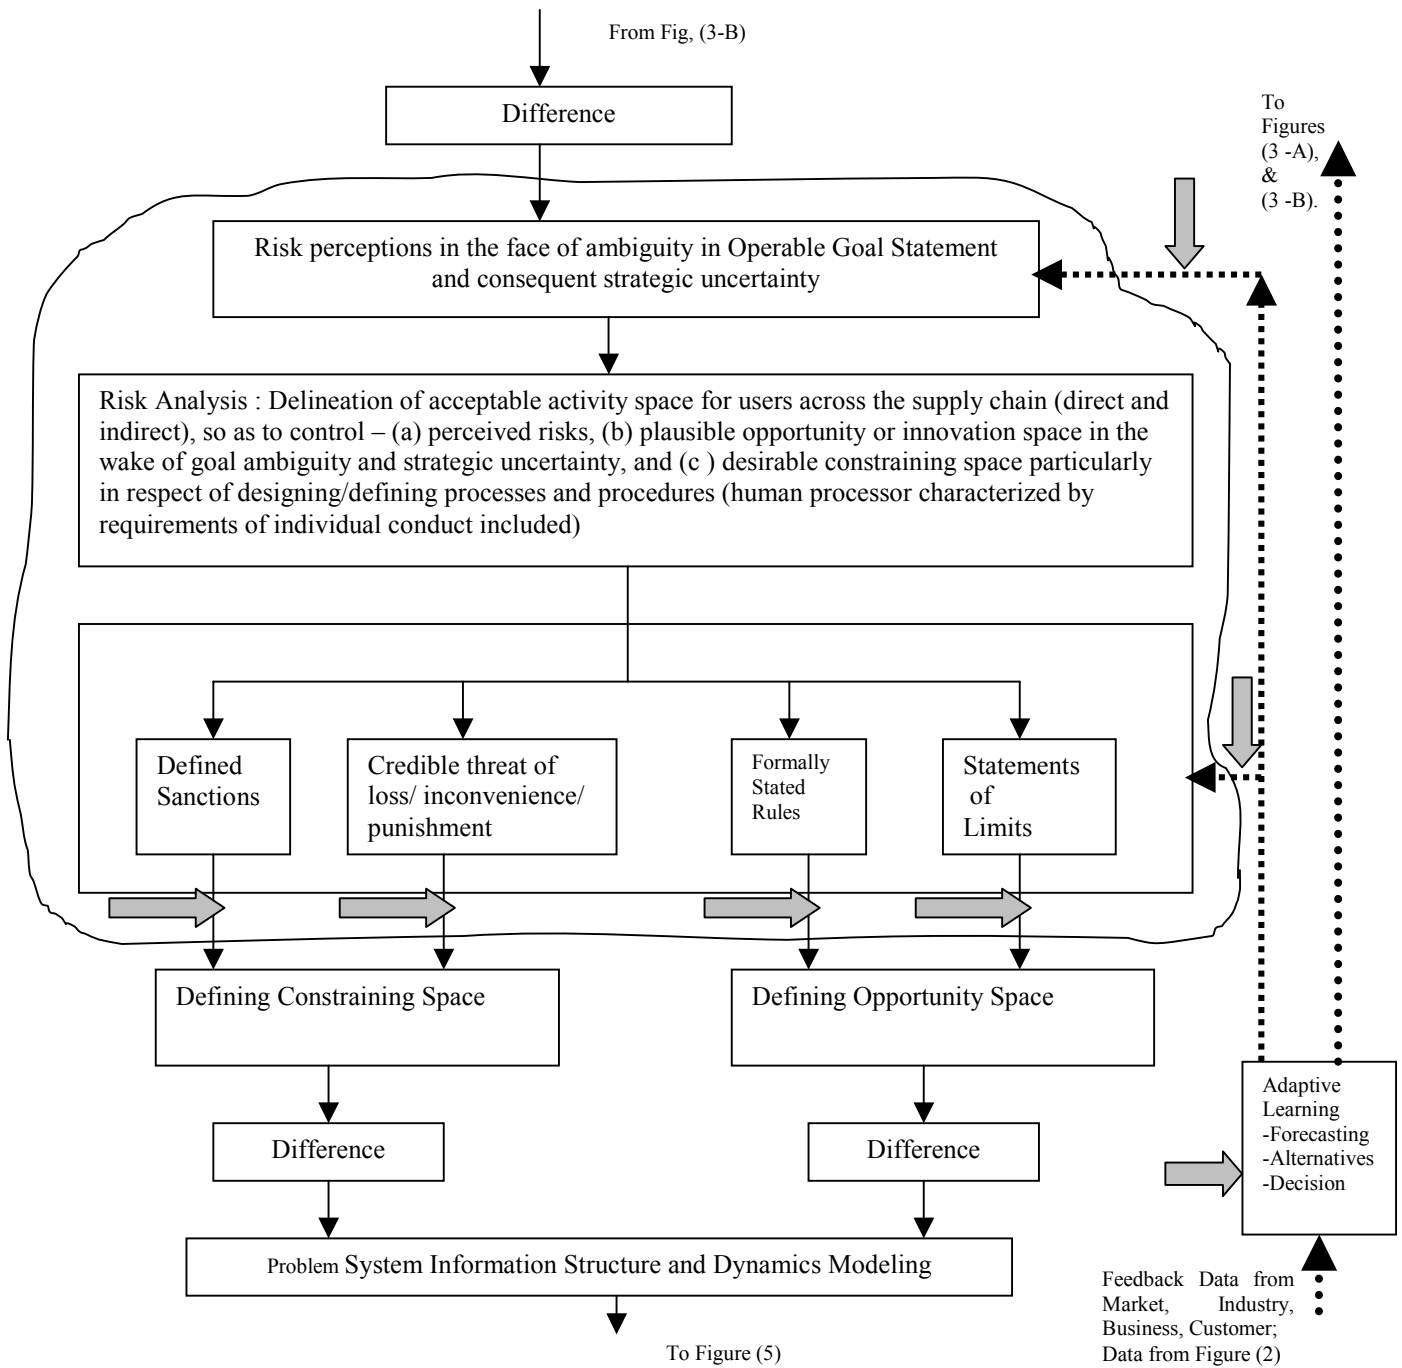 From Fig, (3-B)
Difference
To
Figures
(3 -A),
&
(3 -B).
Risk perceptions in the face of ambiguity in Operable Goal Statement
and consequent strategic uncertainty
Risk Analysis : Delineation of acceptable activity space for users across the supply chain (direct and
indirect), so as to control – (a) perceived risks, (b) plausible opportunity or innovation space in the
wake of goal ambiguity and strategic uncertainty, and (c ) desirable constraining space particularly
in respect of designing/defining processes and procedures (human processor characterized by
requirements of individual conduct included)
Defined
Sanctions
Credible threat of
loss/ inconvenience/
punishment
Formally
Stated
Rules
Statements
of
Limits
Defining Constraining Space
Defining Opportunity Space
Difference
Difference
Adaptive
Learning
-Forecasting
-Alternatives
-Decision
Problem System Information Structure and Dynamics Modeling
Feedback Data from
Market, Industry,
Business, Customer;
Data from Figure (2)
To Figure (5)